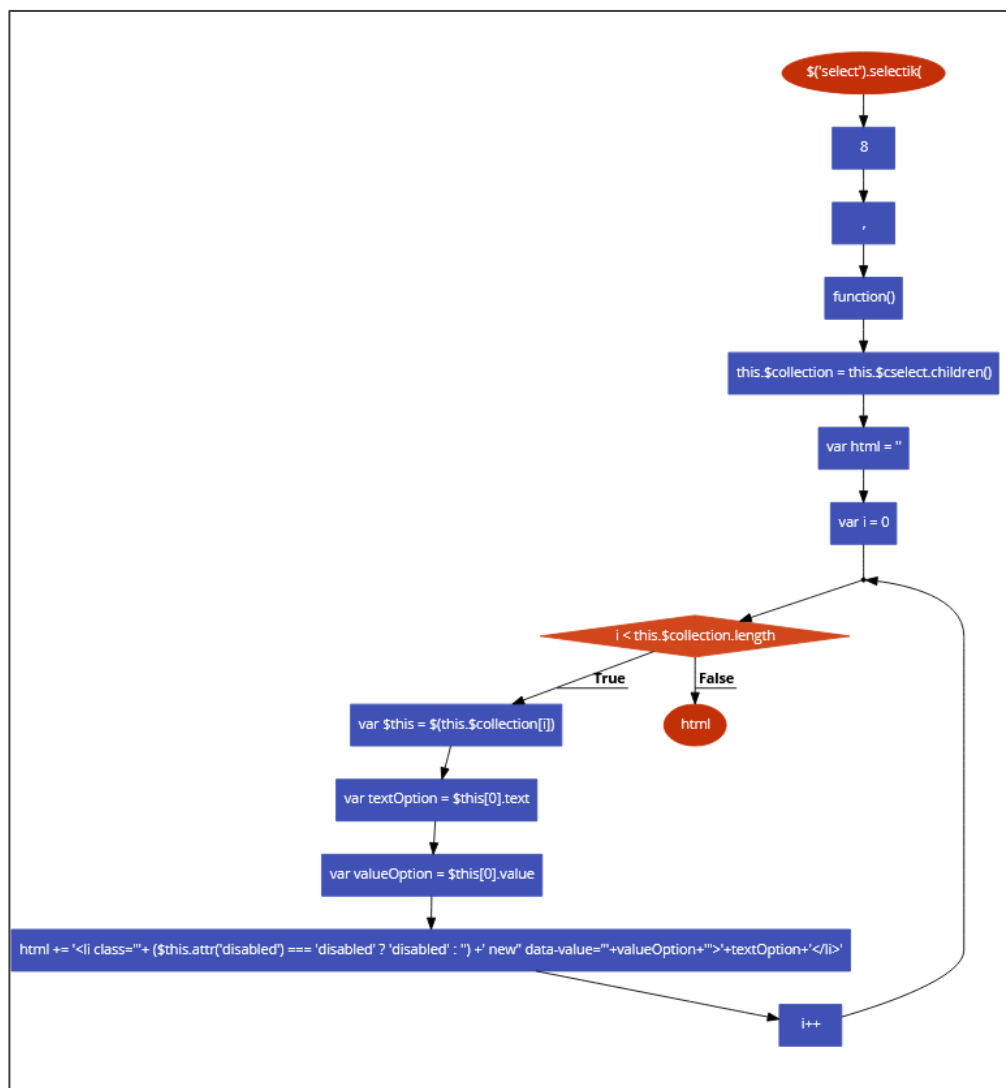 $('select').selectik(
8
,
function()
this.$collection = this.$cselect.children()
var html = ''
var i = 0
i < this.$collection.length
True
False
var $this = $(this.$collection[i])
html
var textOption = $this[0].text
var valueOption = $this[0].value
html += '<li class="'+ ($this.attr('disabled') === 'disabled' ? 'disabled' : '') +' new" data-value="'+valueOption+'">'+textOption+'</li>'
i++